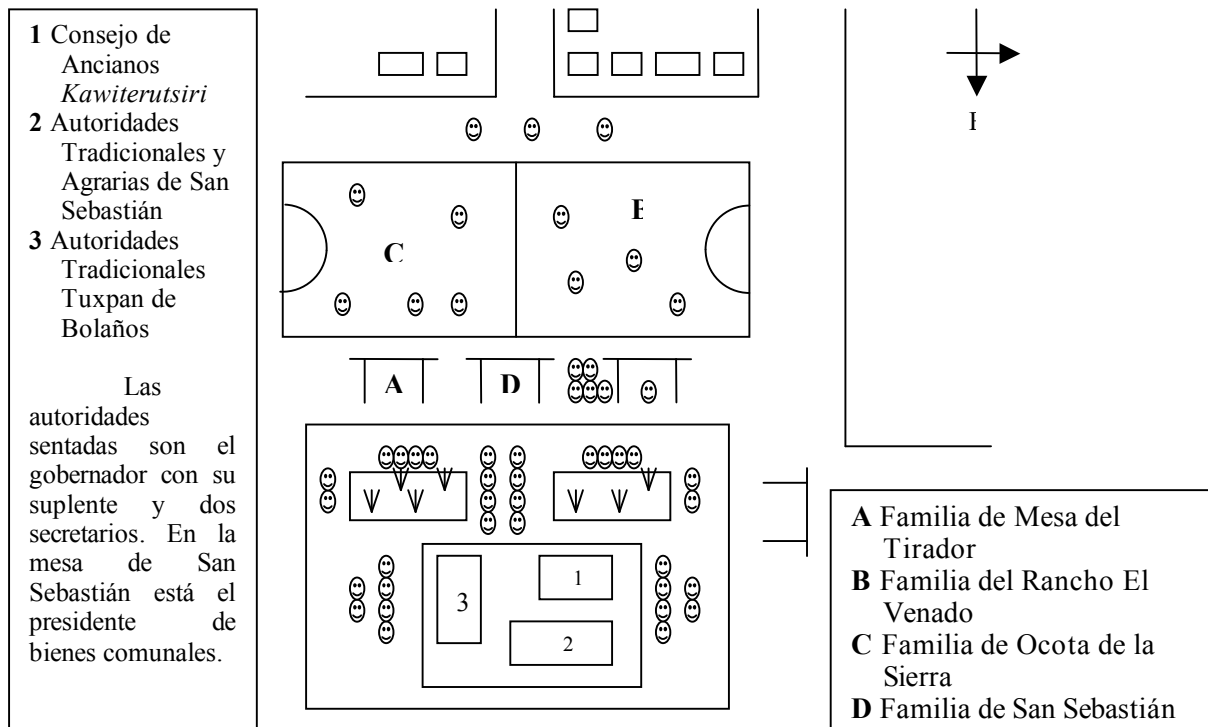 1 Consejo de
Ancianos
Kawiterutsiri
2 Autoridades
Tradicionales y
Agrarias de San
Sebastián
3 Autoridades
Tradicionales
Tuxpan de
Bolaños
Las
autoridades
sentadas son el
gobernador con su
suplente y dos
secretarios. En la
mesa de San
Sebastián está el
presidente de
bienes comunales.
C
A
D
1
3
2
A Familia de Mesa del
Tirador
B Familia del Rancho El
Venado
C Familia de Ocota de la
Sierra
D Familia de San Sebastián